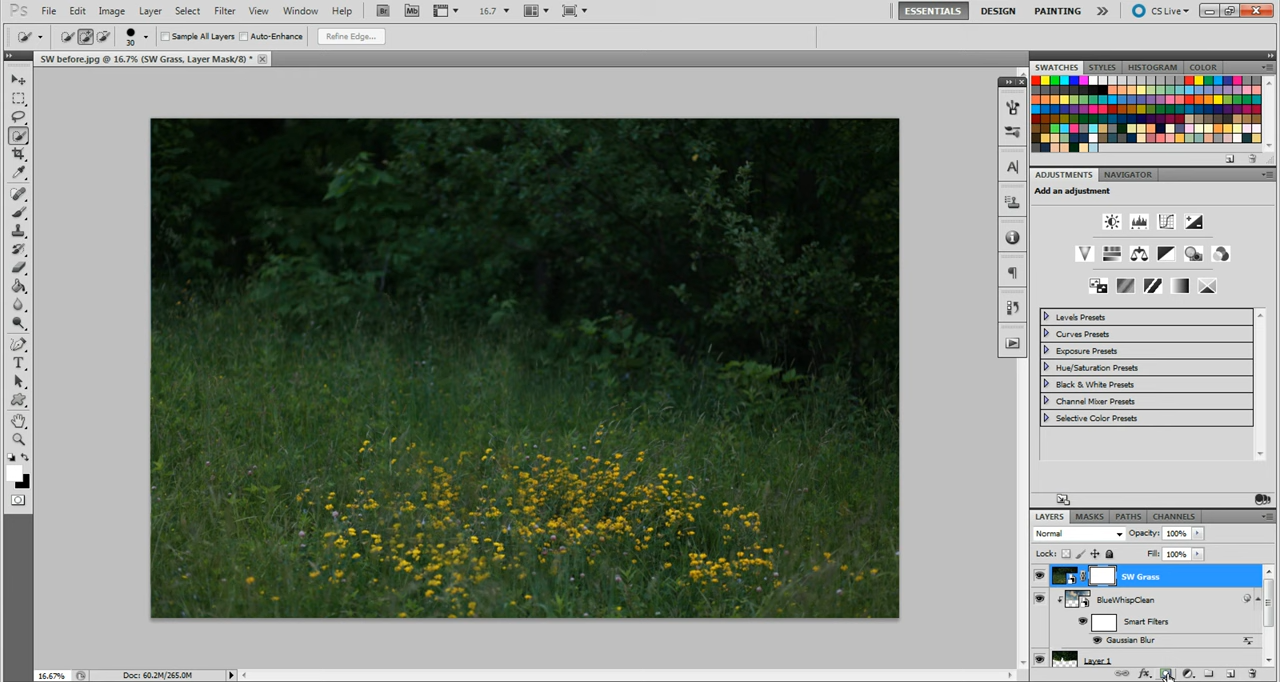 Ps File Edit Image Layer Select Filter View Window Help Br Mb 16.7 ESSENTIALS DESIGN PAINTING CS Live
30 Sample All Layers Auto-Enhance Refine Edge...
SW before.jpg @ 16.7% (SW Grass, Layer Mask/8) *
SWATCHES STYLES HISTOGRAM COLOR
ADJUSTMENTS NAVIGATOR
Add an adjustment
Levels Presets
Curves Presets
Exposure Presets
Hue/Saturation Presets
Black & White Presets
Channel Mixer Presets
Selective Color Presets
LAYERS MASKS PATHS CHANNELS
Normal Opacity: 100%
Lock: Fill: 100%
SW Grass
BlueWhispClean
Smart Filters
Gaussian Blur
Layer 1
16.67% Doc: 60.2M/265.0M